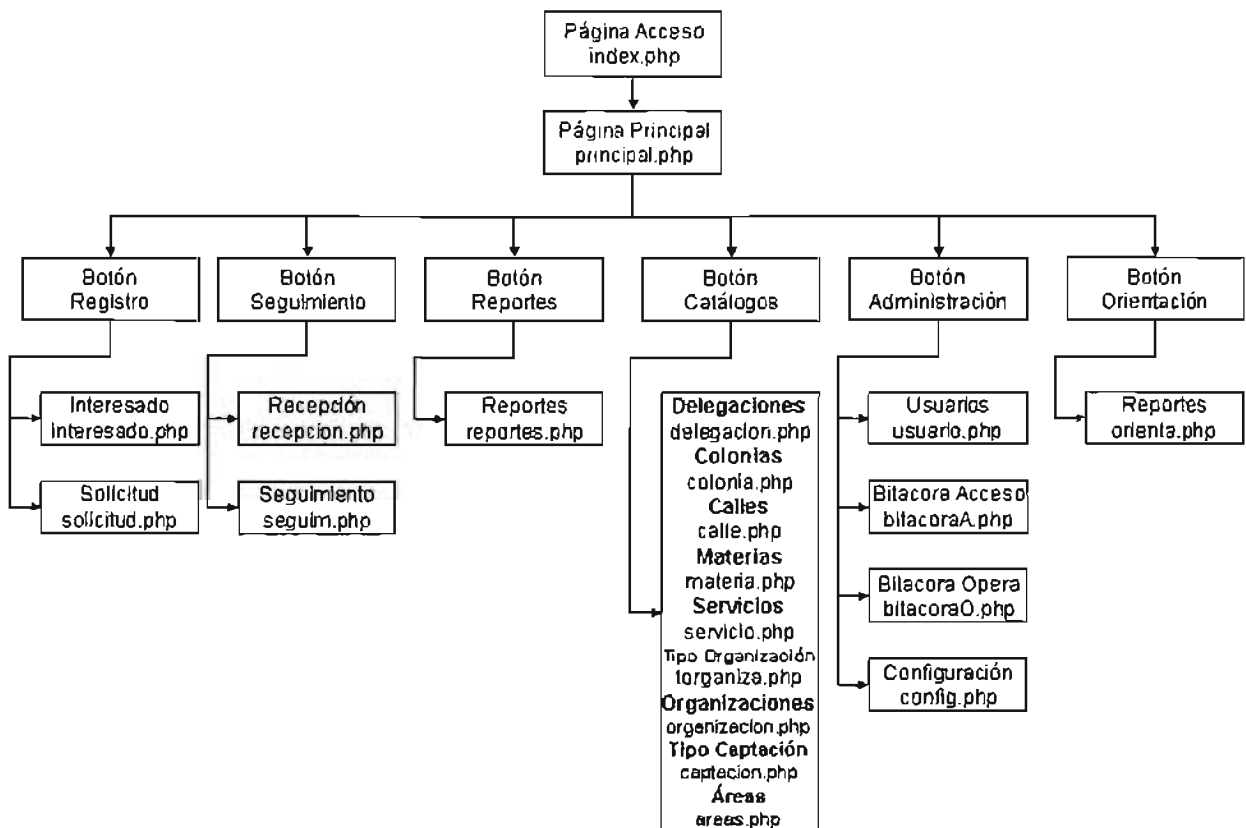 Página Acceso
index.php
Página Principal
principal.php
Botón
Registro
Botón
Seguimiento
Botón
Reportes
Botón
Catálogos
Botón
Administración
Botón
Orientación
Interesado
interesado.php
Solicitud
solicitud.php
Recepción
recepcion.php
Seguimiento
seguim.php
Reportes
reportes.php
Delegaciones
delegacion.php
Colonias
colonia.php
Calles
calle.php
Materias
materia.php
Servicios
servicio.php
Tipo Organización
torganiza.php
Organizaciones
organizacion.php
Tipo Captación
captacion.php
Áreas
areas.php
Usuarios
usuario.php
Bitacora Acceso
bitacoraA.php
Bitacora Opera
bitacoraO.php
Configuración
config.php
Reportes
orienta.php